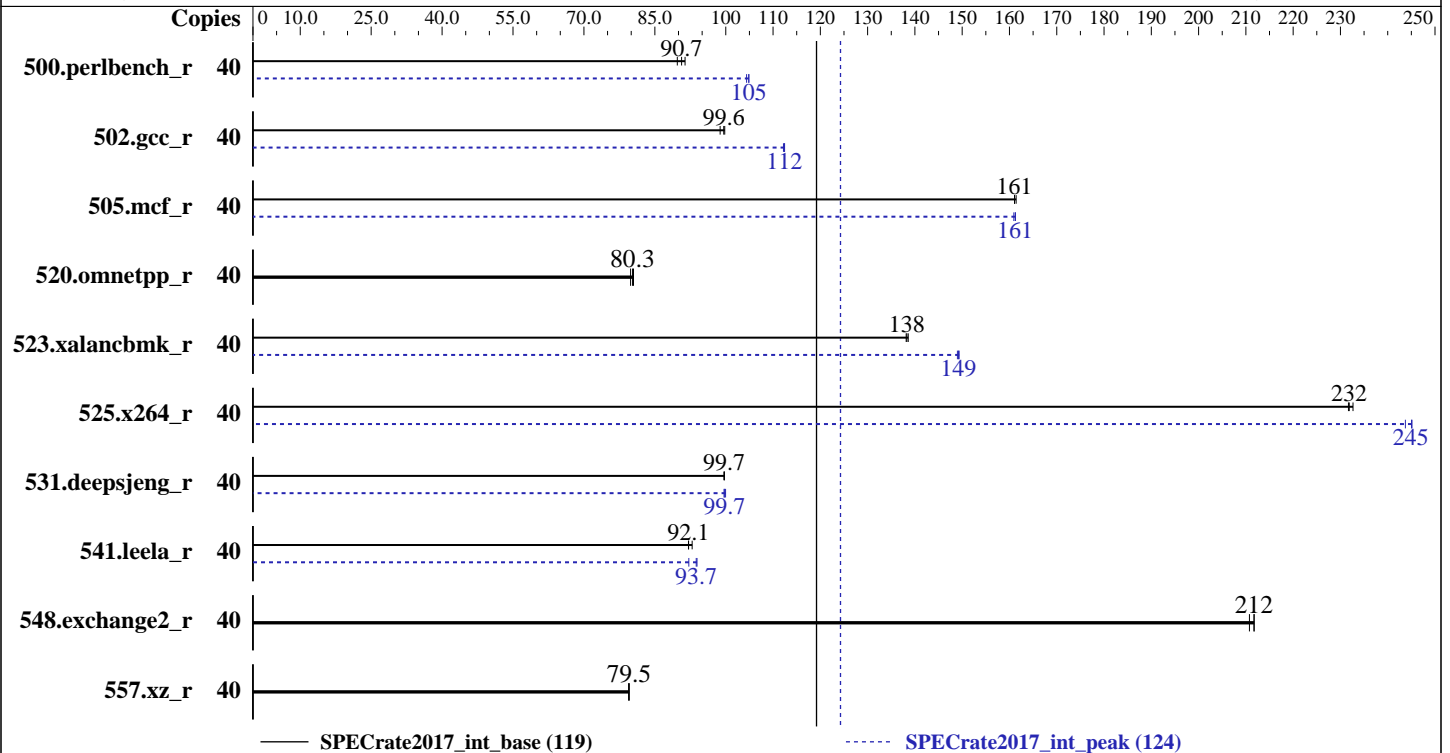 Copies 0 10.0 25.0 40.0 55.0 70.0 85.0 100 110 120 130 140 150 160 170 180 190 200 210 220 230 250
500.perlbench_r 40 90.7
105
502.gcc_r 40 99.6
112
505.mcf_r 40 161
161
520.omnetpp_r 40 80.3
523.xalancbmk_r 40 138
149
525.x264_r 40 232
245
531.deepsjeng_r 40 99.7
99.7
541.leela_r 40 92.1
93.7
548.exchange2_r 40 212
557.xz_r 40 79.5
SPECrate2017_int_base (119) SPECrate2017_int_peak (124)